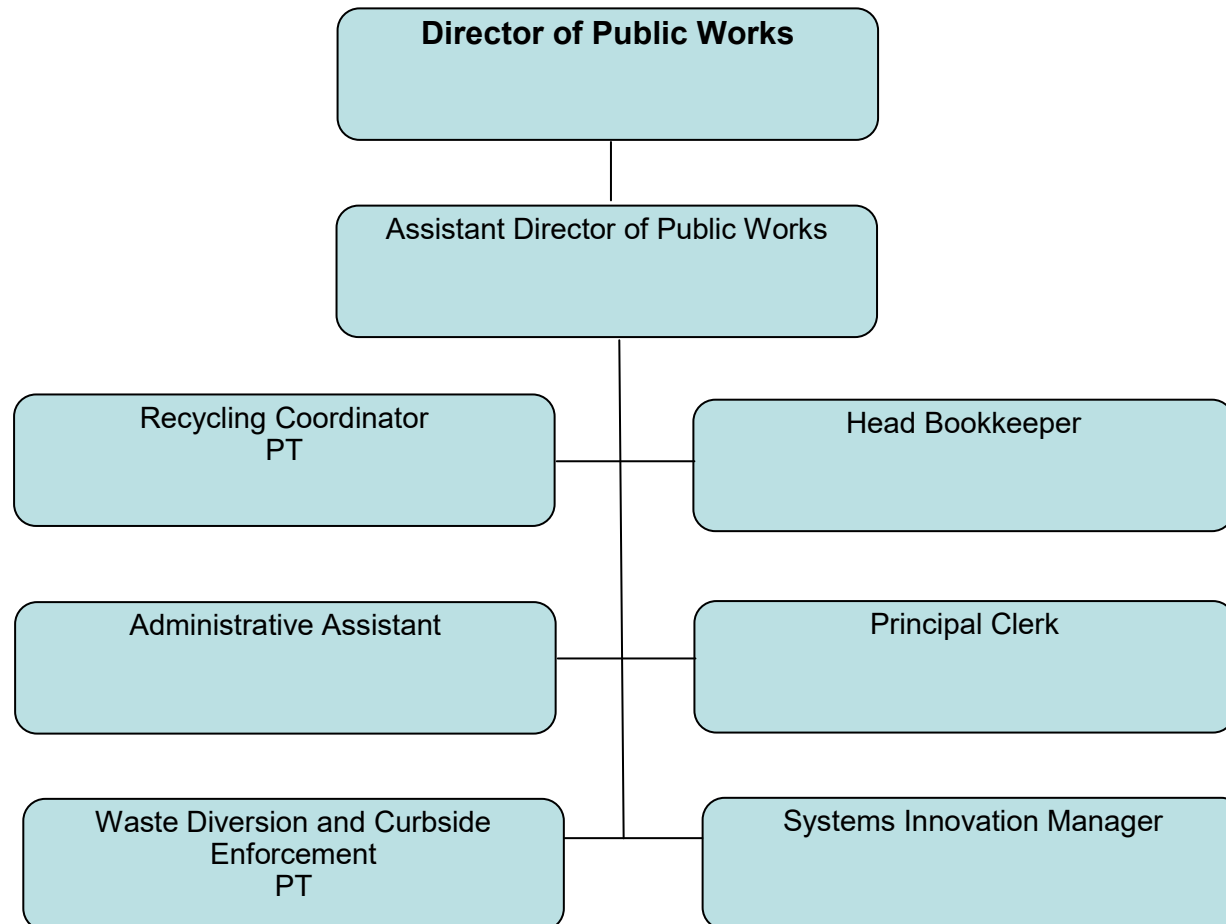 Director of Public Works
Assistant Director of Public Works
Recycling Coordinator
PT
Head Bookkeeper
Administrative Assistant
Principal Clerk
Waste Diversion and Curbside
Enforcement
PT
Systems Innovation Manager